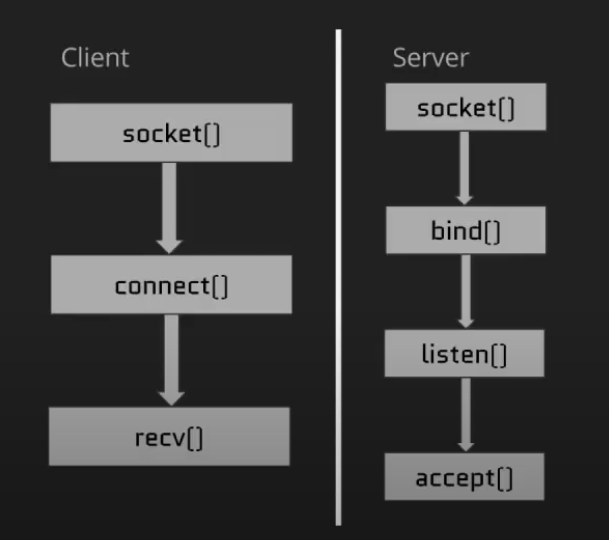 Client
socket()
connect()
recv()
Server
socket()
bind()
listen()
accept()